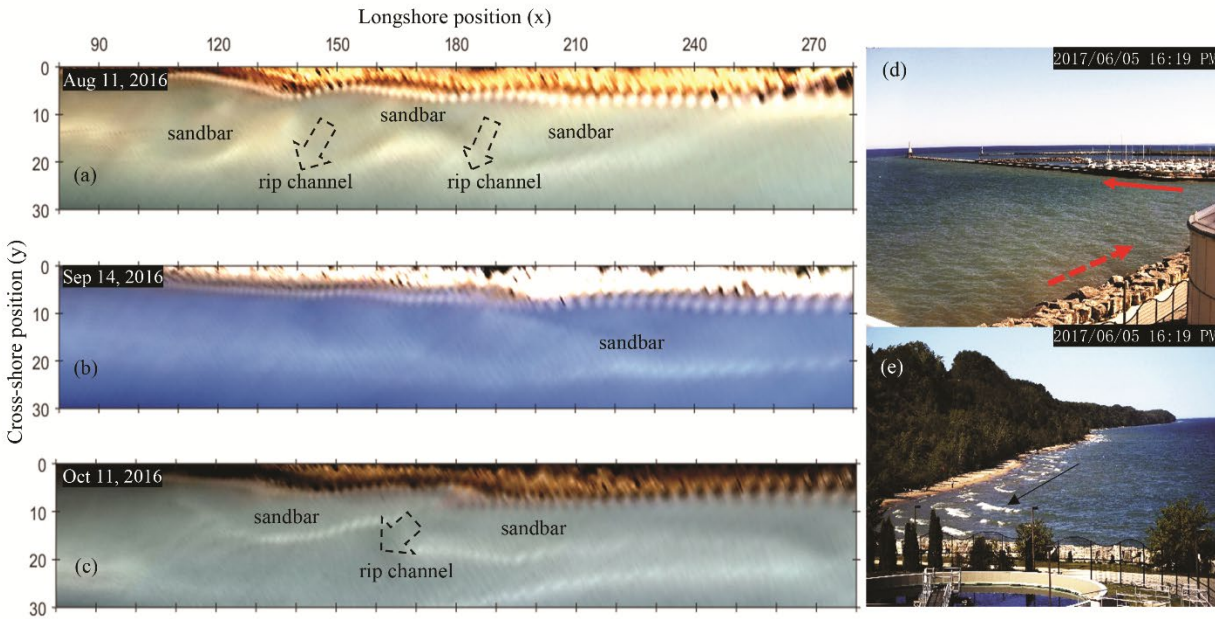 Longshore position (x)
90 120 150 180 210 240 270
Cross-shore position (y)
0
10
20
30
Aug 11, 2016
sandbar
sandbar
sandbar
rip channel
rip channel
(a)
0
10
20
30
Sep 14, 2016
sandbar
(b)
0
10
20
30
Oct 11, 2016
sandbar
sandbar
rip channel
(c)
(d)
2017/06/05 16:19 PM
(e)
2017/06/05 16:19 PM